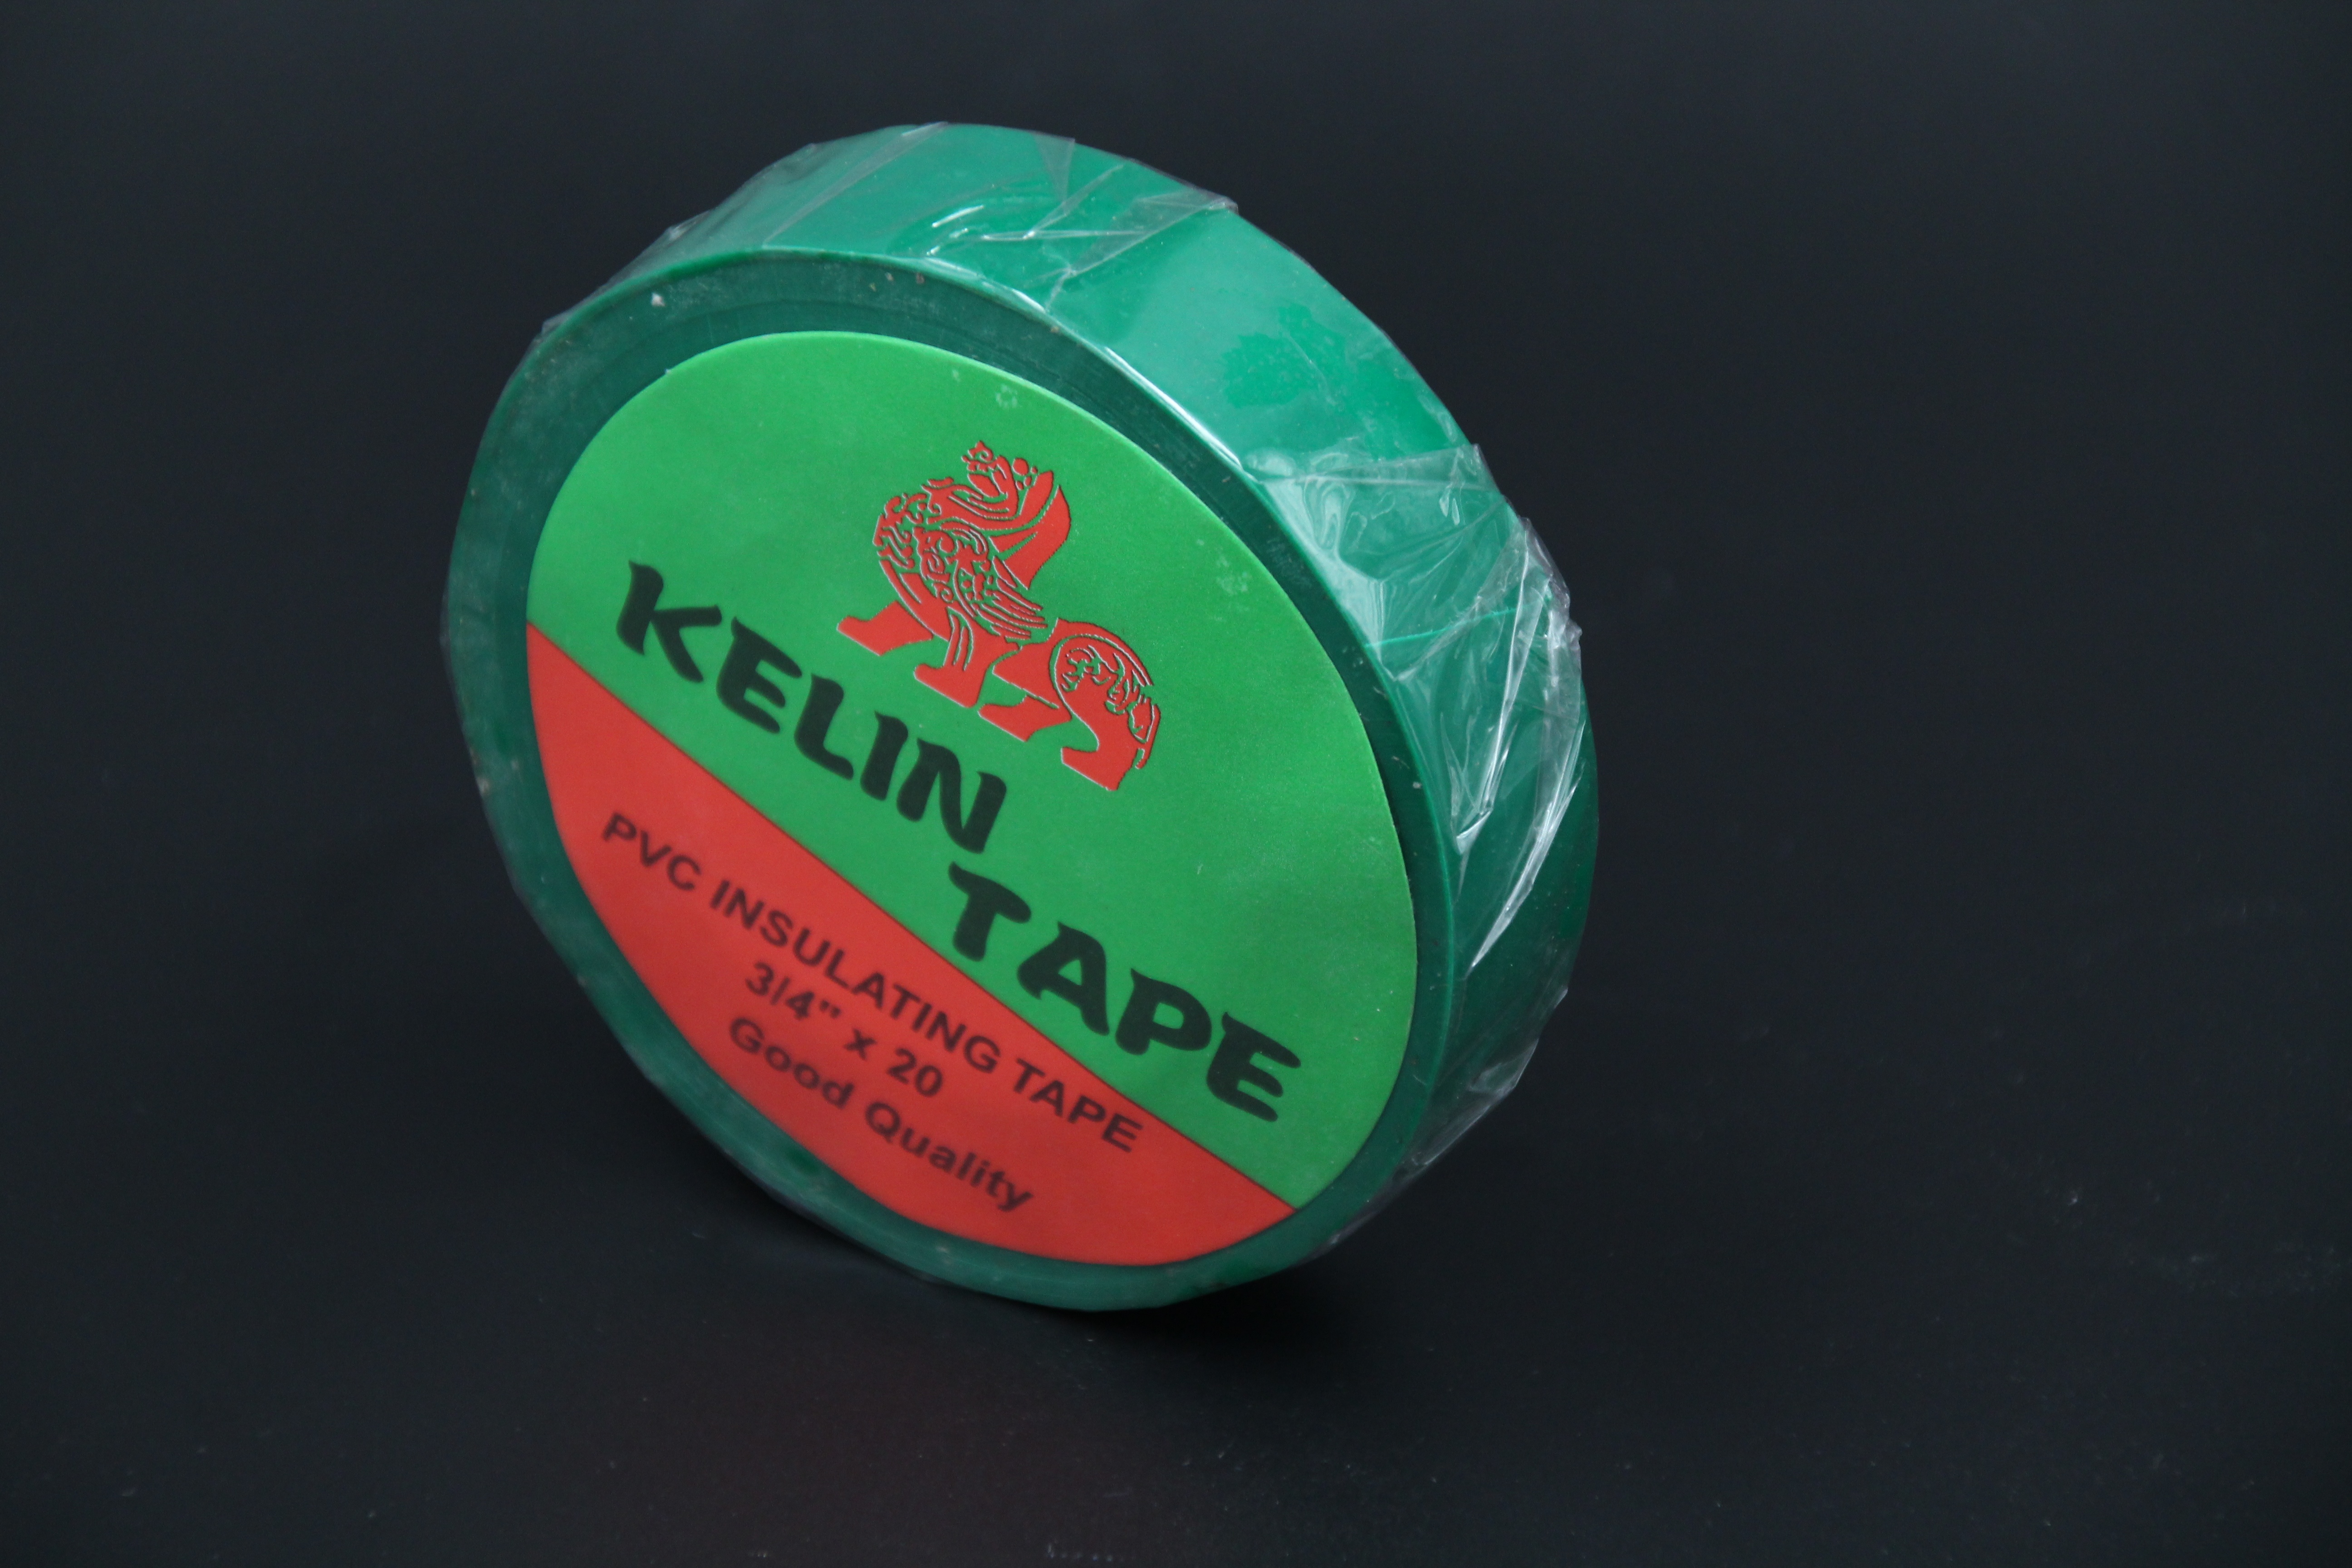 KELIN
TAPE
PVC INSULATING TAPE
3/4" x 20
Good Quality